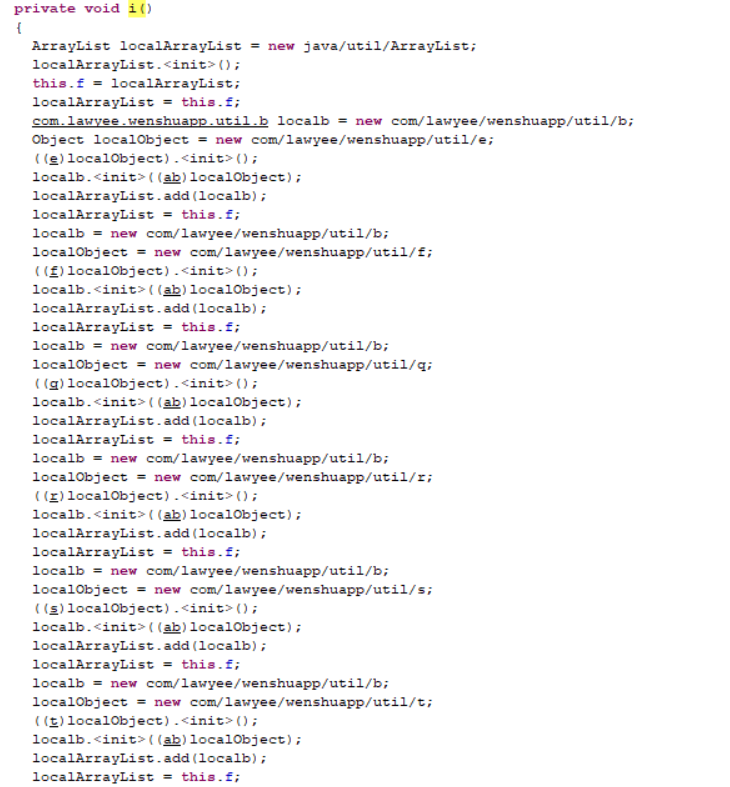 private void i()
{
ArrayList localArrayList = new java/util/ArrayList;
localArrayList.<init>();
this.f = localArrayList;
localArrayList = this.f;
com.lawyee.wenshuapp.util.b localb = new com/lawyee/wenshuapp/util/b;
Object localObject = new com/lawyee/wenshuapp/util/e;
((e)localObject).<init>();
localb.<init>((ab)localObject);
localArrayList.add(localb);
localArrayList = this.f;
localb = new com/lawyee/wenshuapp/util/b;
localObject = new com/lawyee/wenshuapp/util/f;
((f)localObject).<init>();
localb.<init>((ab)localObject);
localArrayList.add(localb);
localArrayList = this.f;
localb = new com/lawyee/wenshuapp/util/b;
localObject = new com/lawyee/wenshuapp/util/q;
((q)localObject).<init>();
localb.<init>((ab)localObject);
localArrayList.add(localb);
localArrayList = this.f;
localb = new com/lawyee/wenshuapp/util/b;
localObject = new com/lawyee/wenshuapp/util/r;
((r)localObject).<init>();
localb.<init>((ab)localObject);
localArrayList.add(localb);
localArrayList = this.f;
localb = new com/lawyee/wenshuapp/util/b;
localObject = new com/lawyee/wenshuapp/util/s;
((s)localObject).<init>();
localb.<init>((ab)localObject);
localArrayList.add(localb);
localArrayList = this.f;
localb = new com/lawyee/wenshuapp/util/b;
localObject = new com/lawyee/wenshuapp/util/t;
((t)localObject).<init>();
localb.<init>((ab)localObject);
localArrayList.add(localb);
localArrayList = this.f;